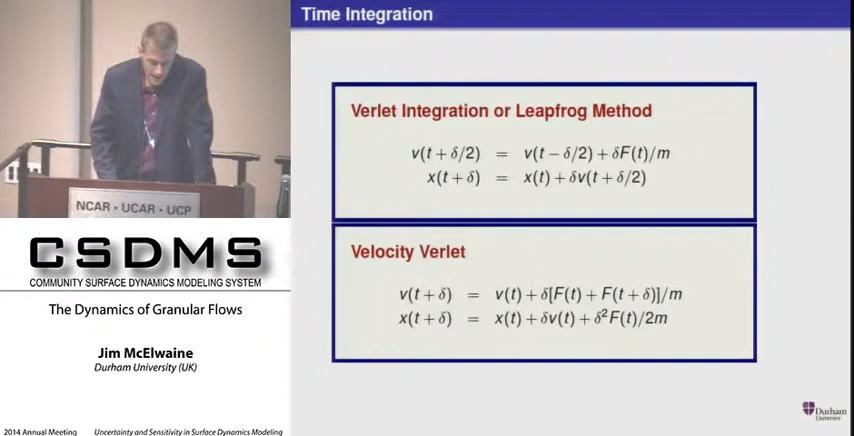 Time Integration
Verlet Integration or Leapfrog Method
v(t + δ/2) = v(t − δ/2) + δF(t)/m
x(t + δ) = x(t) + δv(t + δ/2)
Velocity Verlet
v(t + δ) = v(t) + δ[F(t) + F(t + δ)]/m
x(t + δ) = x(t) + δv(t) + δ²F(t)/2m
NCAR • UCAR • UCP
CSDMS
COMMUNITY SURFACE DYNAMICS MODELING SYSTEM
The Dynamics of Granular Flows
Jim McElwaine
Durham University (UK)
2014 Annual Meeting Uncertainty and Sensitivity in Surface Dynamics Modeling
Durham
University